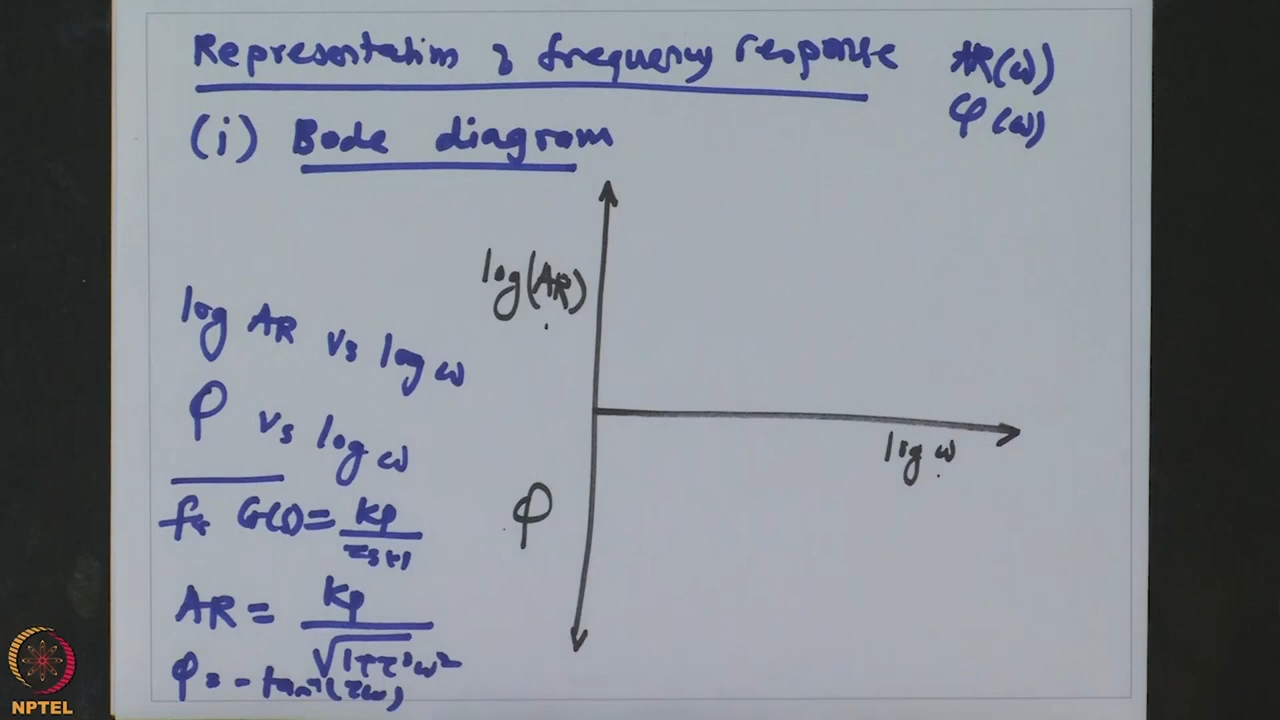 Representation of frequency response AR(ω)
φ(ω)
(i) Bode diagram
log(AR)
log AR vs log ω
φ vs log ω
log ω
φ
for G(s) = Kp / τs+1
AR = Kp / √1+τ²ω²
φ = -tan⁻¹(τω)
NPTEL